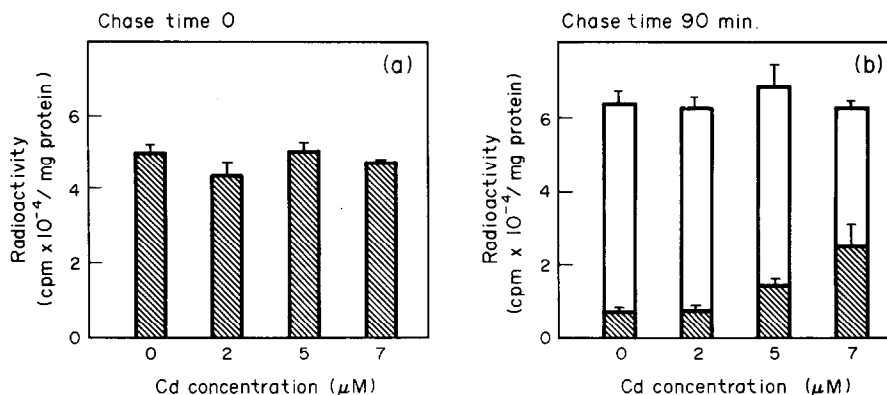 Chase time 0
(a)
Radioactivity
(cpm x 10⁻⁴/ mg protein)
6
4
2
0
0 2 5 7
Cd concentration (μM)
Chase time 90 min.
(b)
Radioactivity
(cpm x 10⁻⁴/ mg protein)
6
4
2
0
0 2 5 7
Cd concentration (μM)